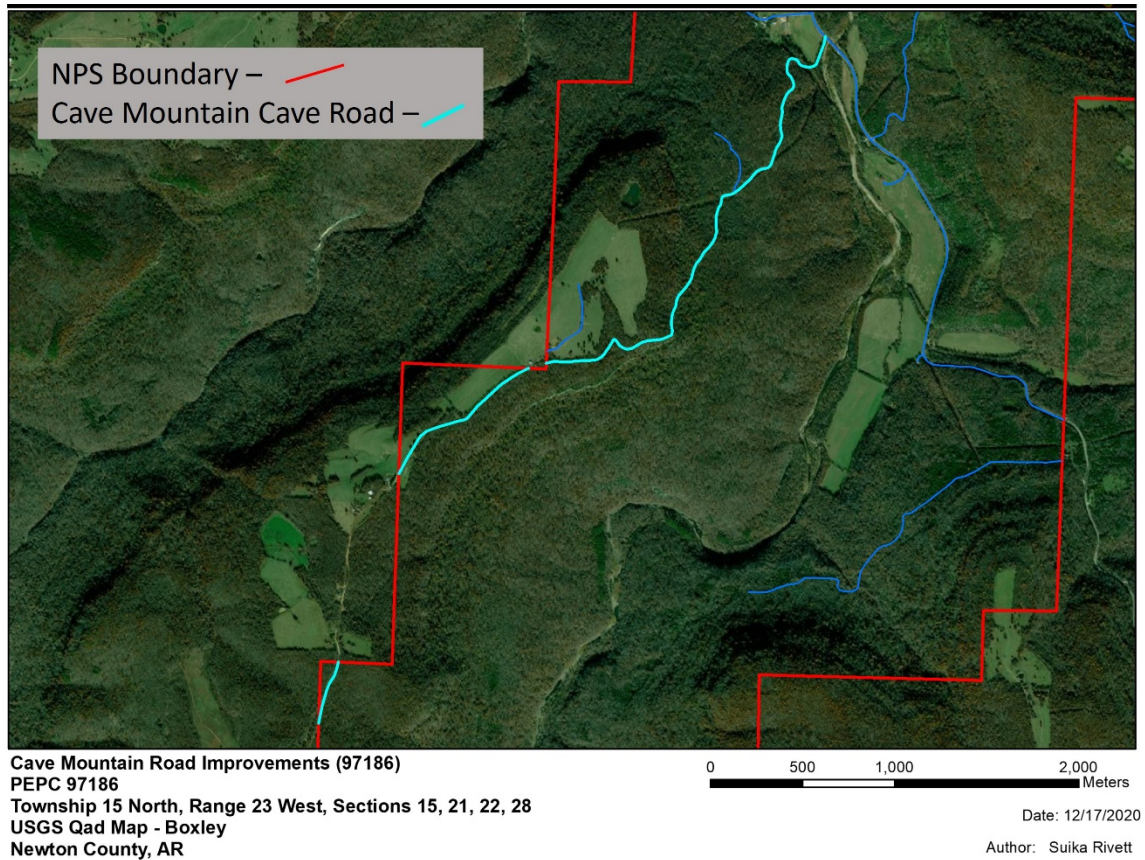 NPS Boundary –
Cave Mountain Cave Road –
Cave Mountain Road Improvements (97186)
PEPC 97186
Township 15 North, Range 23 West, Sections 15, 21, 22, 28
USGS Qad Map - Boxley
Newton County, AR
0 500 1,000 2,000
Meters
Date: 12/17/2020
Author: Suika Rivett